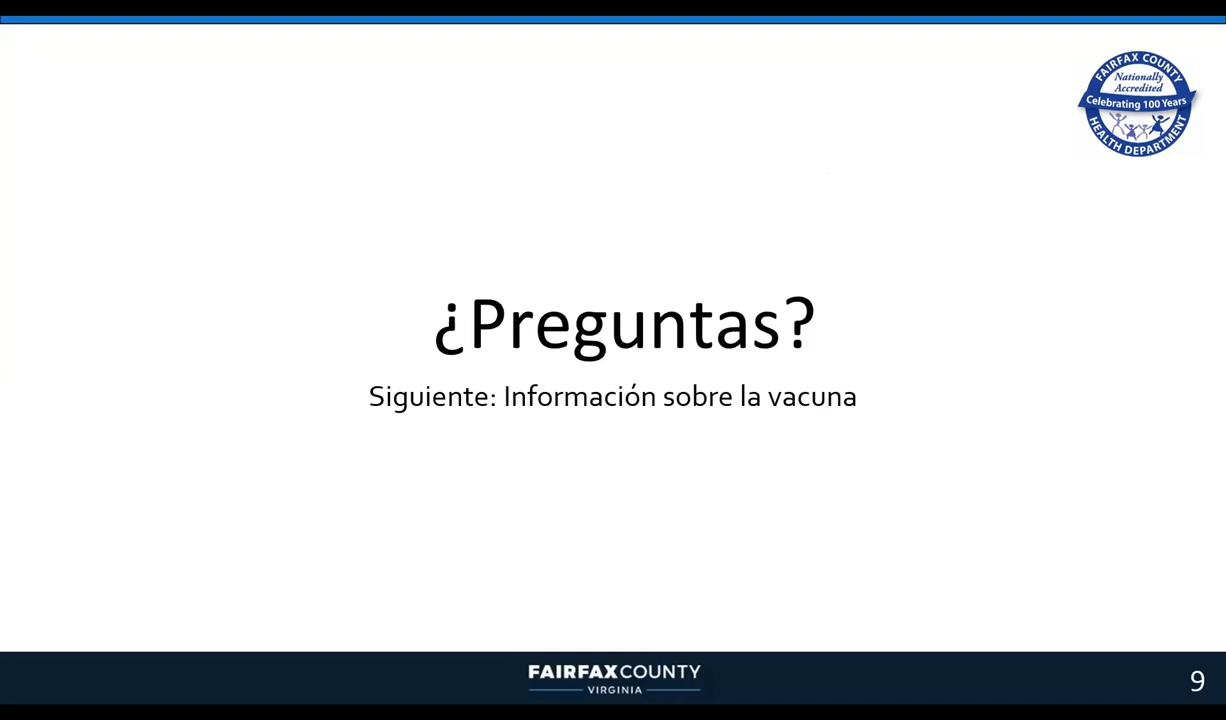 FAIRFAX COUNTY
Nationally
Accredited
Celebrating 100 Years
HEALTH DEPARTMENT
¿Preguntas?
Siguiente: Información sobre la vacuna
FAIRFAX COUNTY
VIRGINIA
9